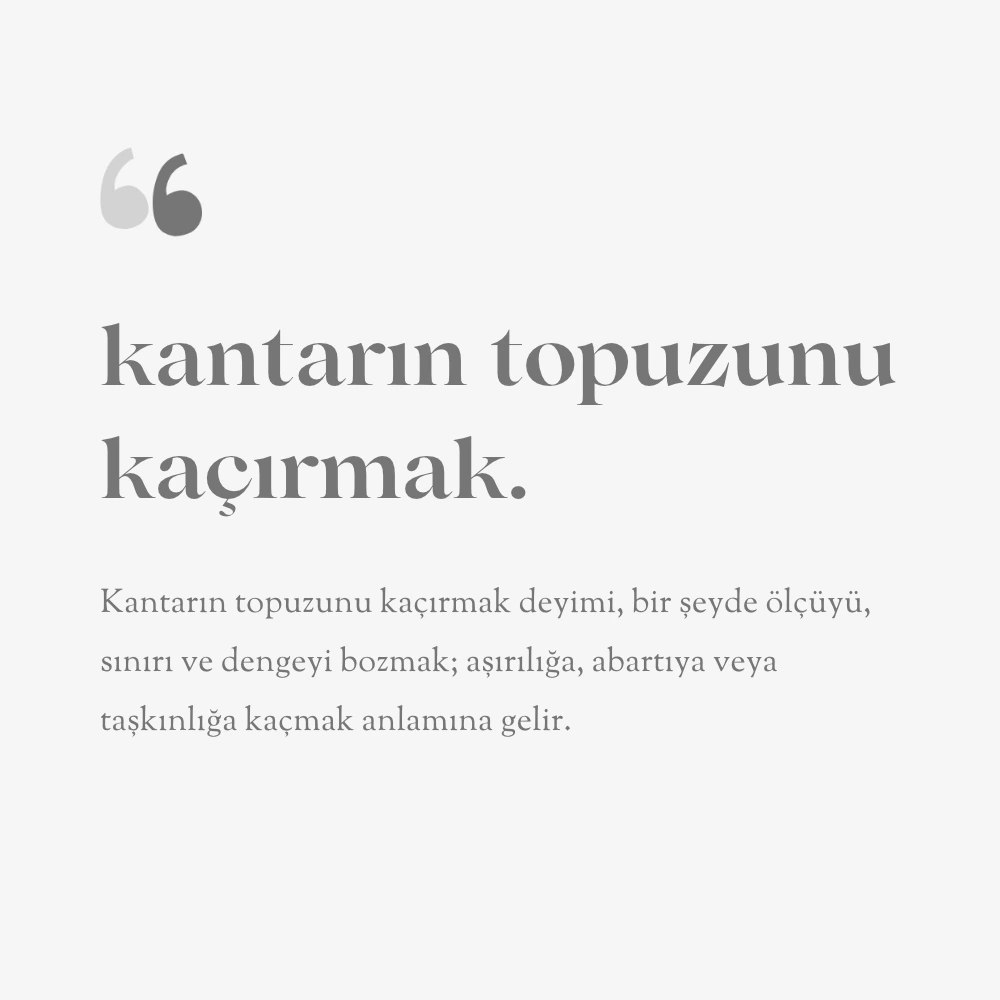 kantarın topuzunu
kaçırmak.
Kantarın topuzunu kaçırmak deyimi, bir şeyde ölçüyü,
sınırı ve dengeyi bozmak; aşırılığa, abartıya veya
taşkınlığa kaçmak anlamına gelir.